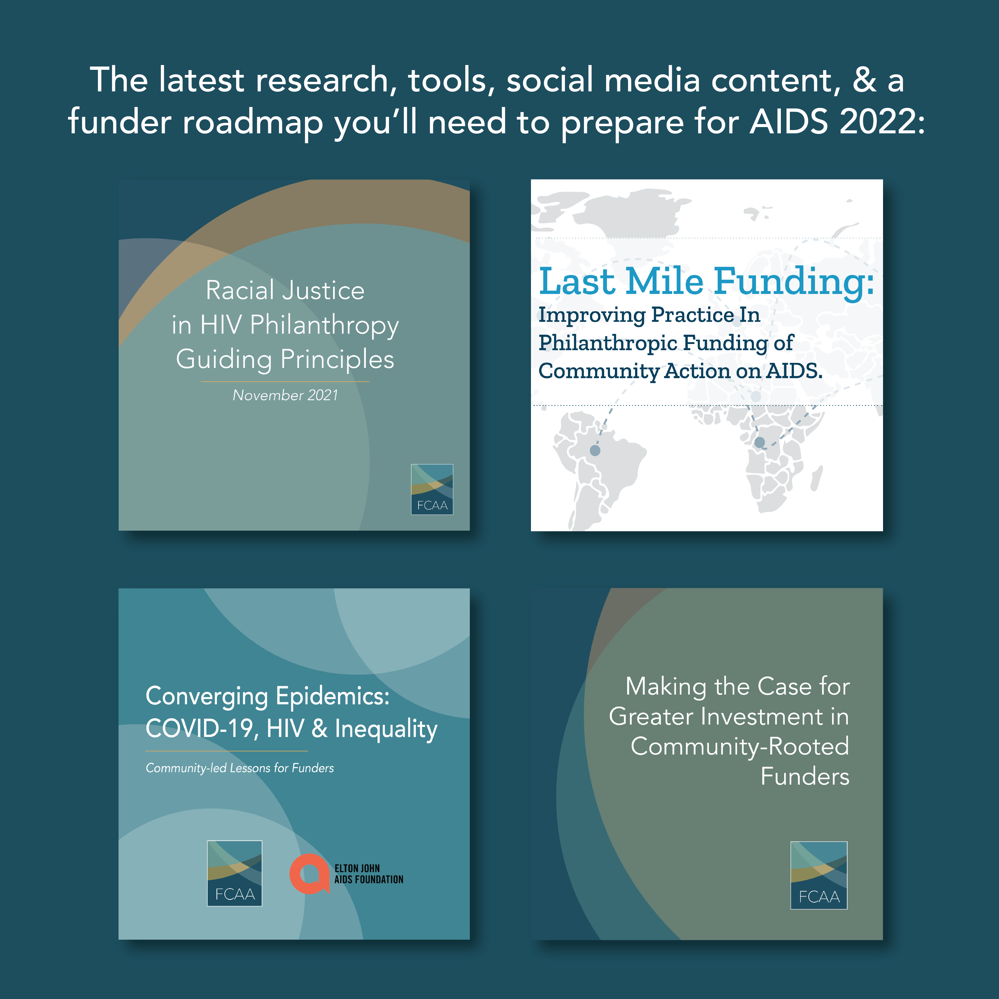 The latest research, tools, social media content, & a
funder roadmap you‘ll need to prepare for AIDS 2022:
Racial Justice
in HIV Philanthropy
Guiding Principles
November 2021
FCAA
Last Mile Funding:
Improving Practice In
Philanthropic Funding of
Community Action on AIDS.
Converging Epidemics:
COVID-19, HIV & Inequality
Community-led Lessons for Funders
FCAA
ELTON JOHN
AIDS FOUNDATION
Making the Case for
Greater Investment in
Community-Rooted
Funders
FCAA